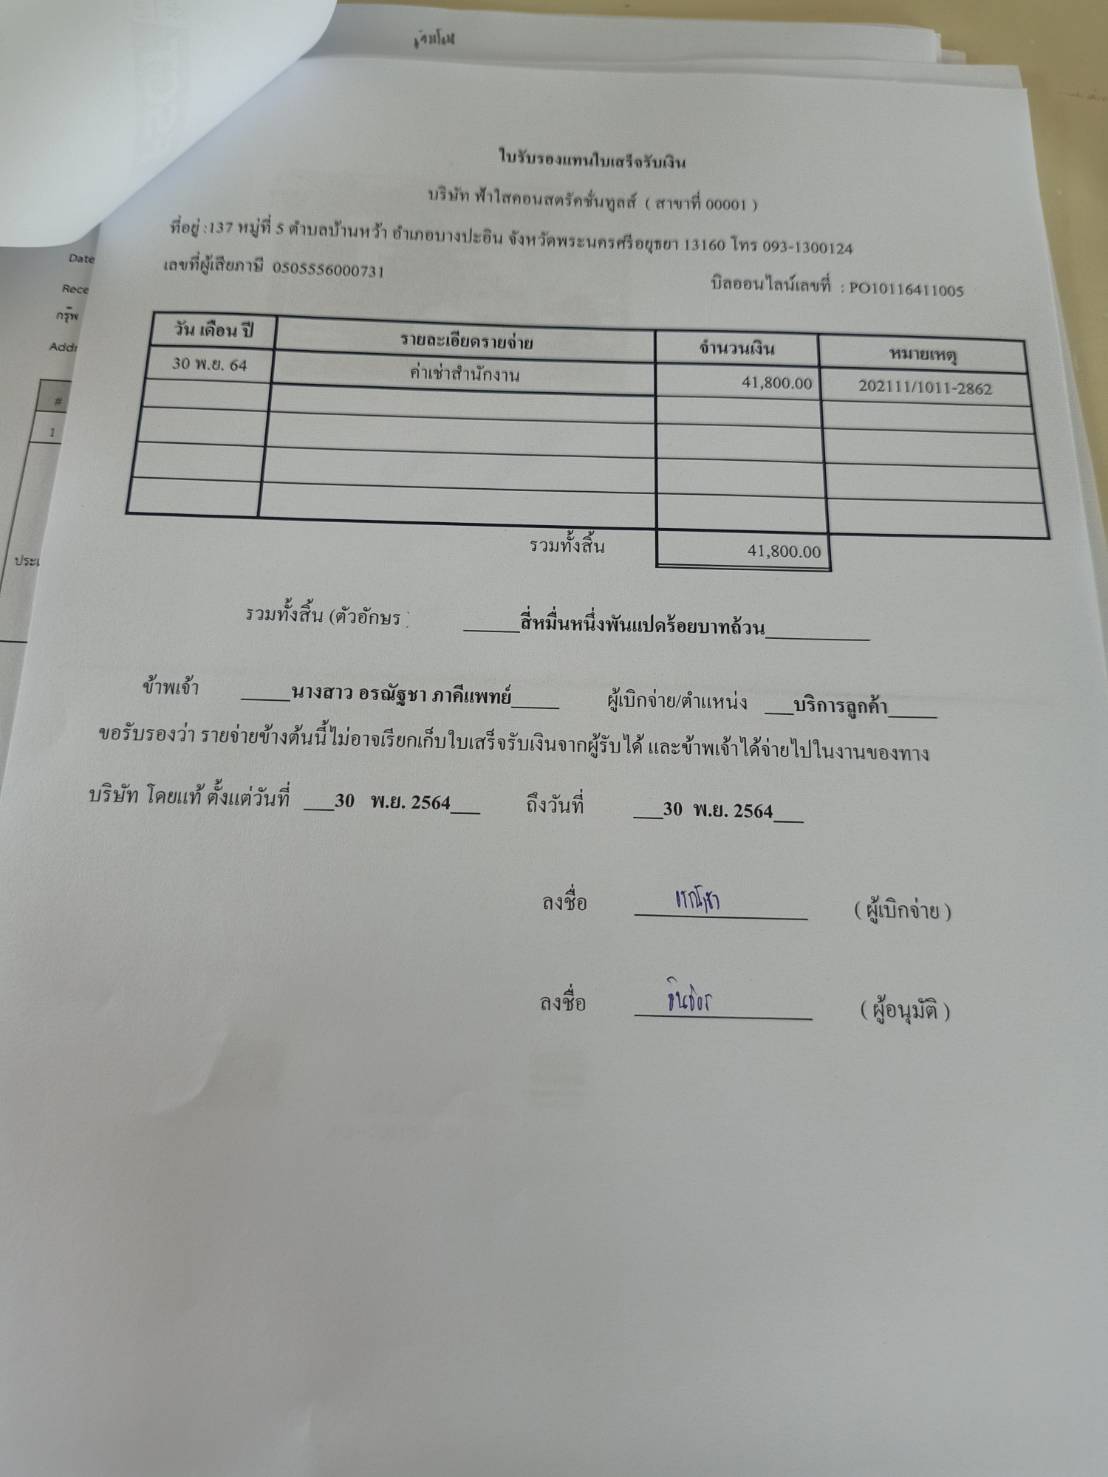 ใบรับรองแทนใบเสร็จรับเงิน
บริษัท ฟ้าใสคอนสตรัคชั่นทูลส์ ( สาขาที่ 00001 )
ที่อยู่ :137 หมู่ที่ 5 ตำบลบ้านหว้า อำเภอบางปะอิน จังหวัดพระนครศรีอยุธยา 13160 โทร 093-1300124
เลขที่ผู้เสียภาษี 0505556000731
บิลออนไลน์เลขที่ : PO10116411005
วัน เดือน ปี รายละเอียดรายจ่าย จำนวนเงิน หมายเหตุ
30 พ.ย. 64 ค่าเช่าสำนักงาน 41,800.00 202111/1011-2862
รวมทั้งสิ้น 41,800.00
รวมทั้งสิ้น (ตัวอักษร : ______สี่หมื่นหนึ่งพันแปดร้อยบาทถ้วน__________
ข้าพเจ้า _____นางสาว อรณัฐชา ภาคีแพทย์_____ ผู้เบิกจ่าย/ตำแหน่ง ___บริการลูกค้า_____
ขอรับรองว่า รายจ่ายข้างต้นนี้ไม่อาจเรียกเก็บใบเสร็จรับเงินจากผู้รับได้ และข้าพเจ้าได้จ่ายไปในงานของทาง
บริษัท โดยแท้ ตั้งแต่วันที่ ___30 พ.ย. 2564___ ถึงวันที่ ___30 พ.ย. 2564___
ลงชื่อ ( ผู้เบิกจ่าย )
ลงชื่อ ( ผู้อนุมัติ )
Date
Rece
กรุ๊พ
Addr
#
1
ประเ